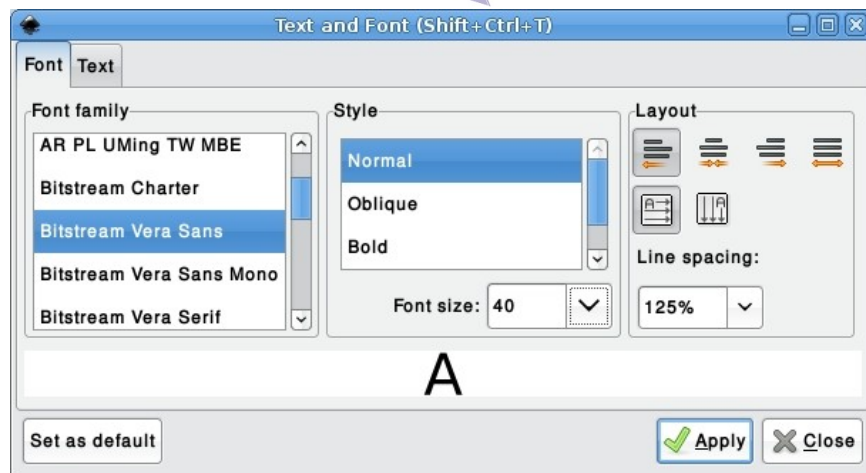 Text and Font (Shift+Ctrl+T)
Font Text
Font family
AR PL UMing TW MBE
Bitstream Charter
Bitstream Vera Sans
Bitstream Vera Sans Mono
Bitstream Vera Serif
Style
Normal
Oblique
Bold
Font size: 40
Layout
Line spacing:
125%
A
Set as default
Apply
Close